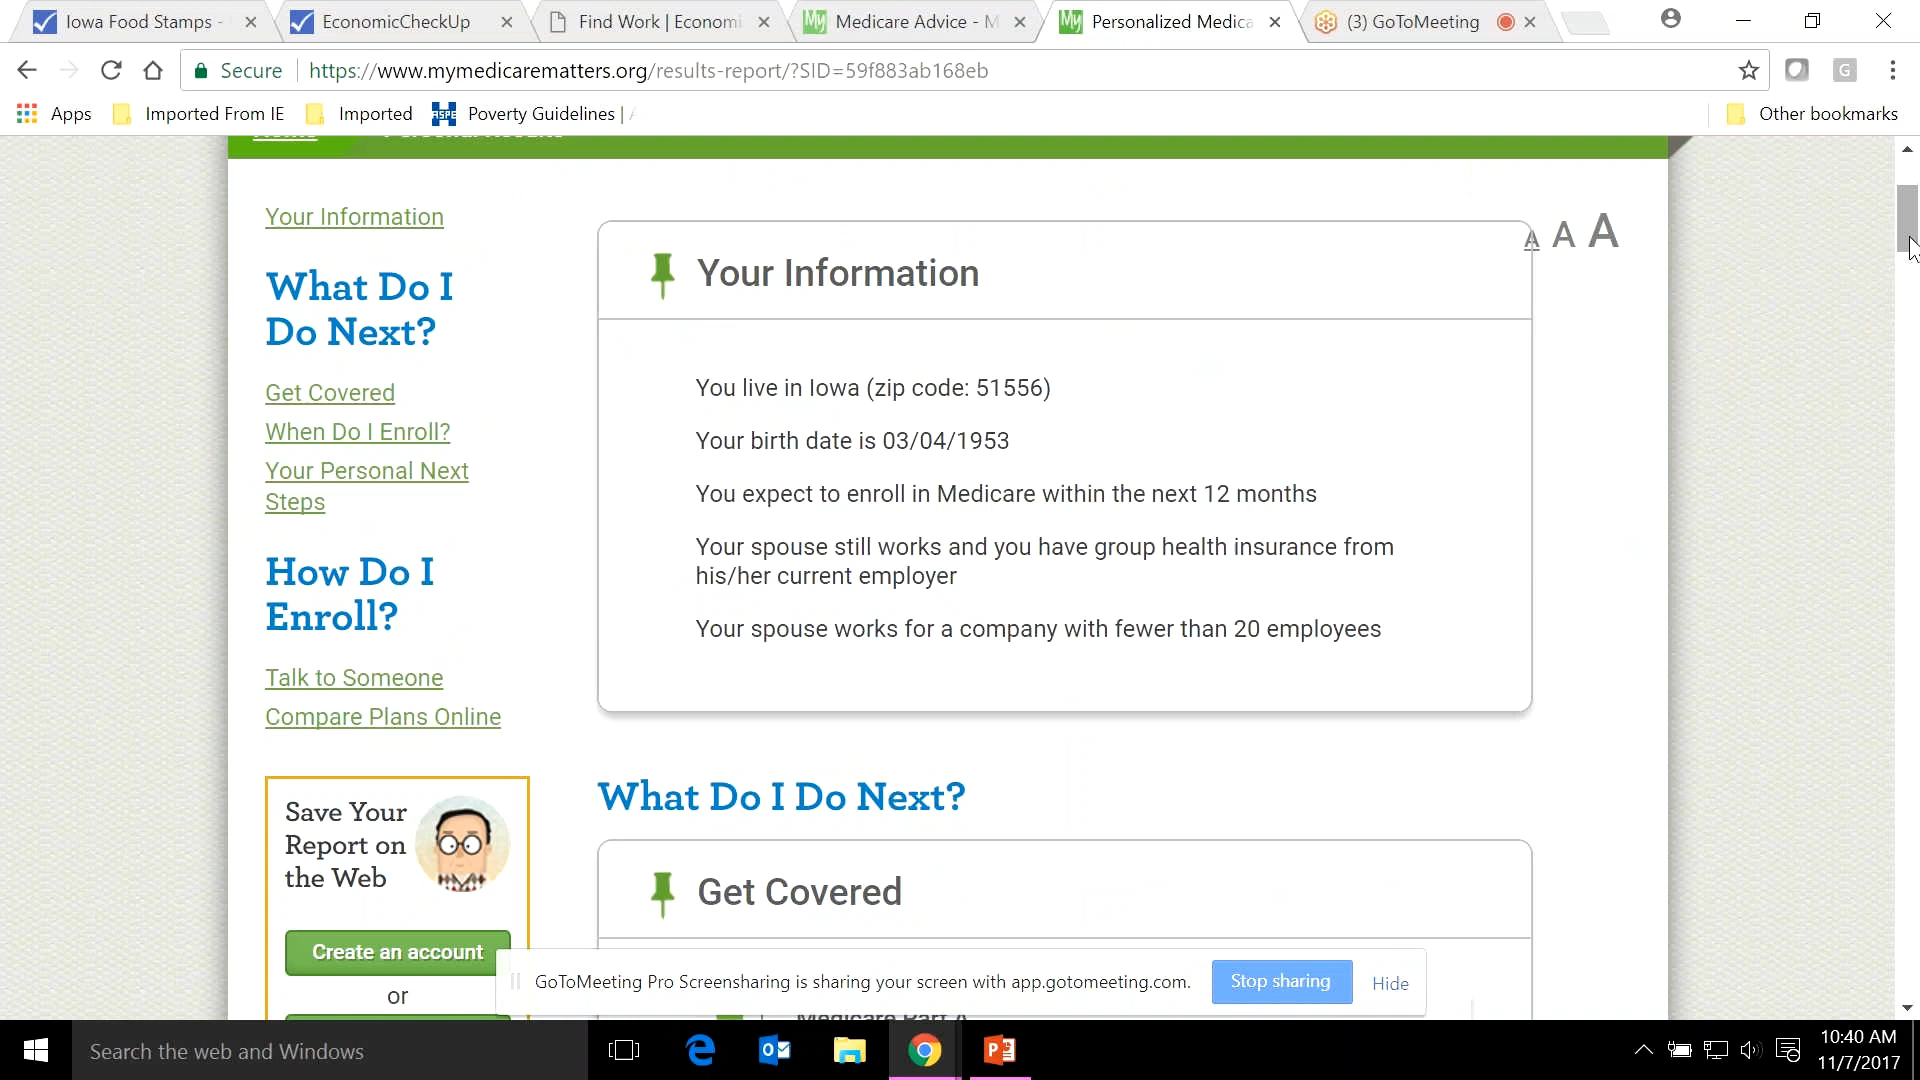 Iowa Food Stamps -
EconomicCheckUp
Find Work | Economi
Medicare Advice - M
Personalized Medica
(3) GoToMeeting
Secure
https://www.mymedicarematters.org/results-report/?SID=59f883ab168eb
G
Apps
Imported From IE
Imported
ASPE
Poverty Guidelines |
Other bookmarks
Your Information
What Do I
Do Next?
Get Covered
When Do I Enroll?
Your Personal Next
Steps
How Do I
Enroll?
Talk to Someone
Compare Plans Online
Save Your
Report on
the Web
Create an account
or
A A A
Your Information
You live in Iowa (zip code: 51556)
Your birth date is 03/04/1953
You expect to enroll in Medicare within the next 12 months
Your spouse still works and you have group health insurance from
his/her current employer
Your spouse works for a company with fewer than 20 employees
What Do I Do Next?
Get Covered
Medicare Part A
GoToMeeting Pro Screensharing is sharing your screen with app.gotomeeting.com.
Stop sharing
Hide
Search the web and Windows
10:40 AM
11/7/2017